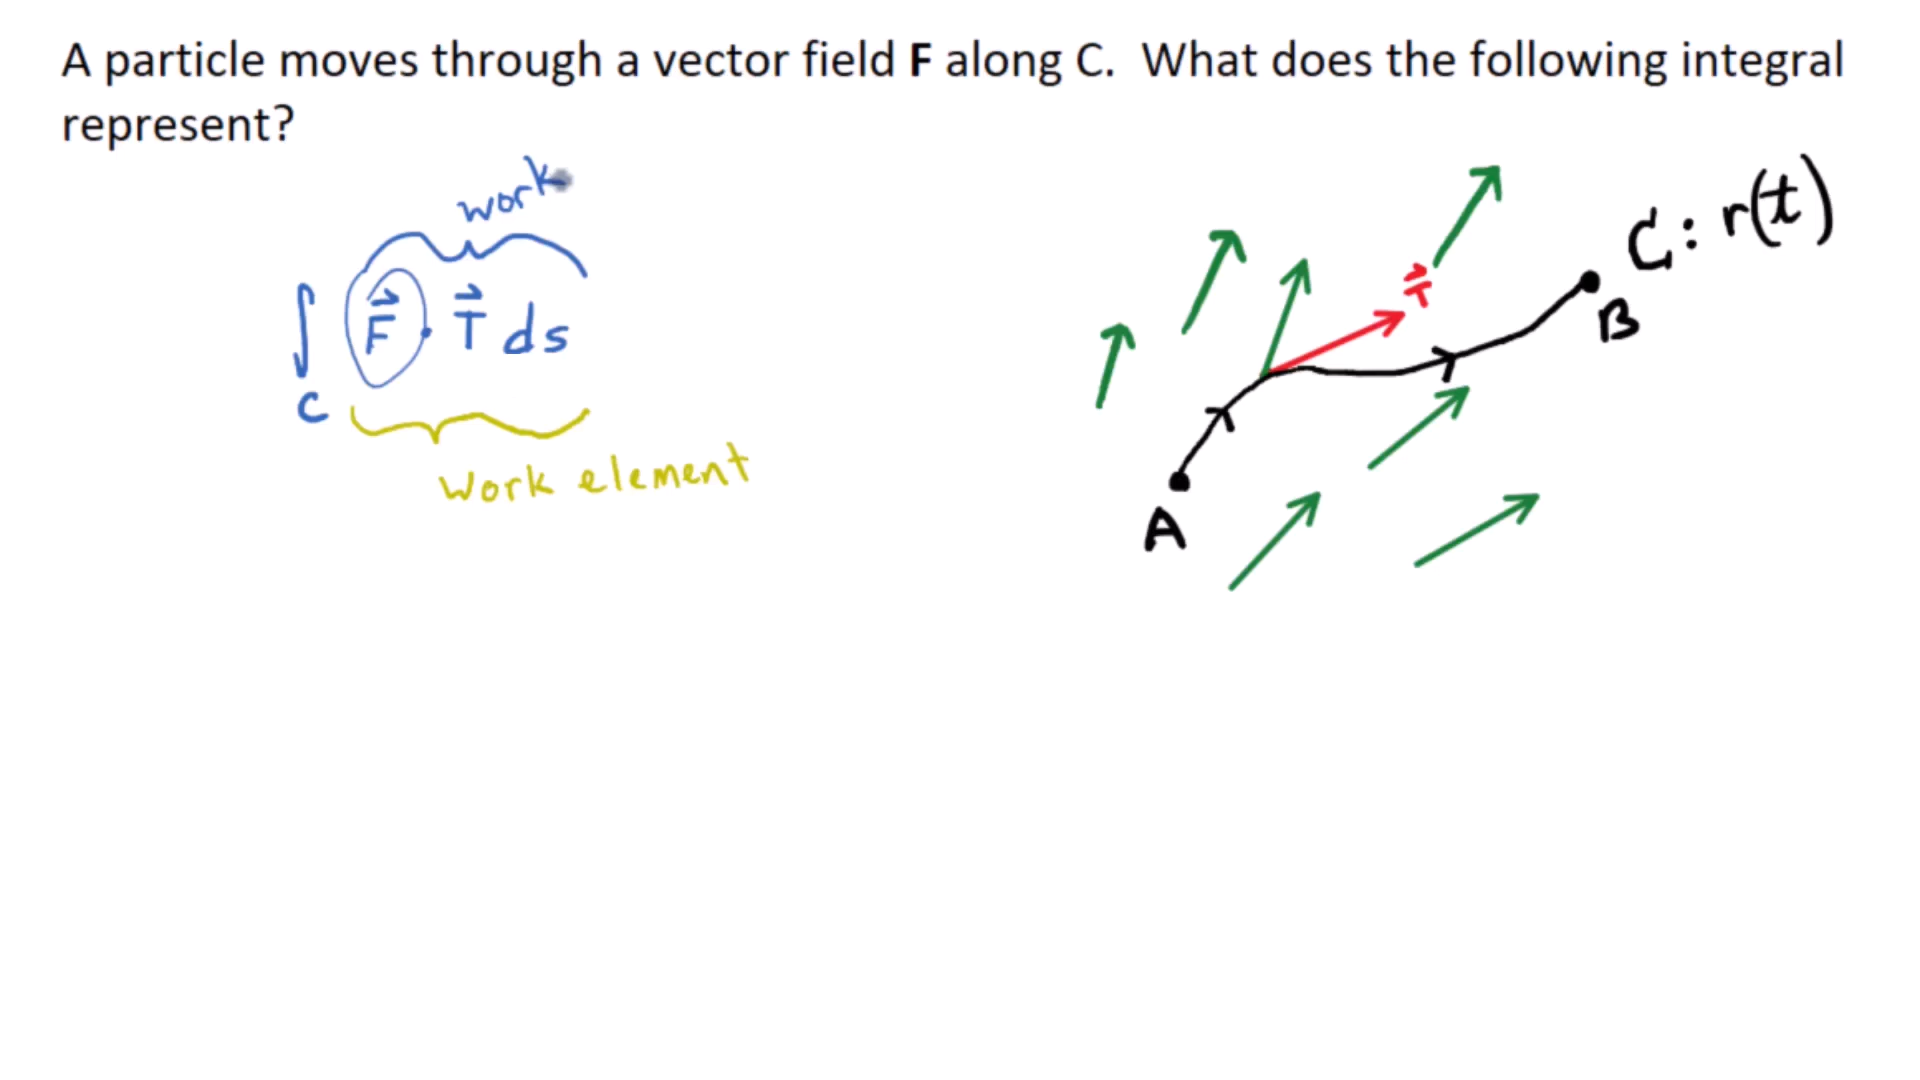 A particle moves through a vector field F along C. What does the following integral
represent?
work
∫ F⃗ · T⃗ ds
C
Work element
T⃗
C: r(t)
B
A